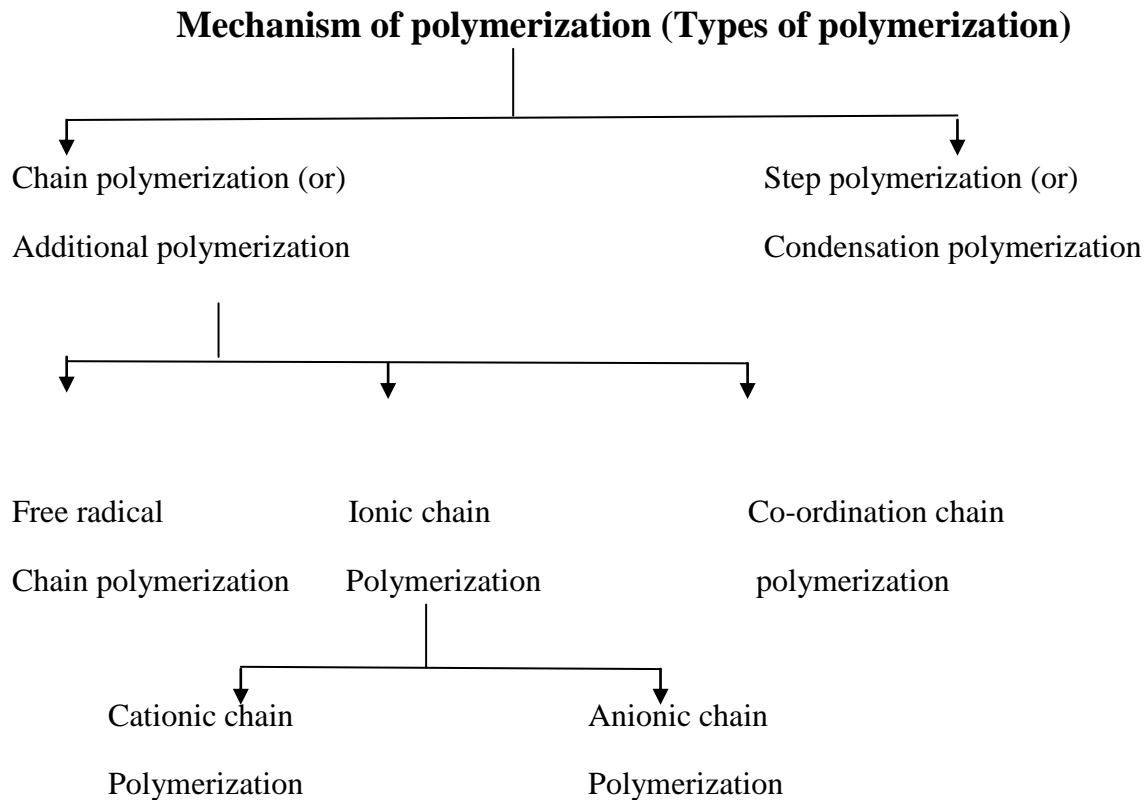 Mechanism of polymerization (Types of polymerization)
Chain polymerization (or)
Additional polymerization
Step polymerization (or)
Condensation polymerization
Free radical
Chain polymerization
Ionic chain
Polymerization
Co-ordination chain
polymerization
Cationic chain
Polymerization
Anionic chain
Polymerization